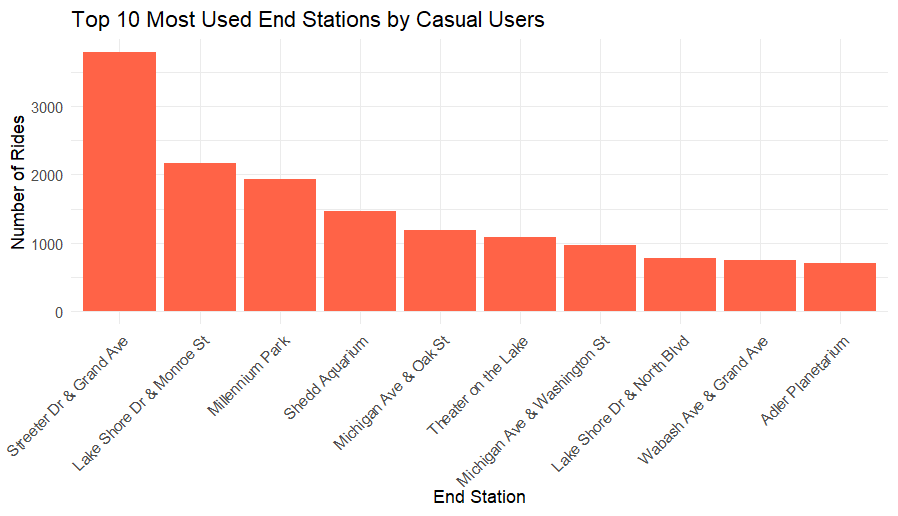 Top 10 Most Used End Stations by Casual Users
Number of Rides
3000
2000
1000
0
Streeter Dr & Grand Ave
Lake Shore Dr & Monroe St
Millennium Park
Shedd Aquarium
Michigan Ave & Oak St
Theater on the Lake
Michigan Ave & Washington St
Lake Shore Dr & North Blvd
Wabash Ave & Grand Ave
Adler Planetarium
End Station